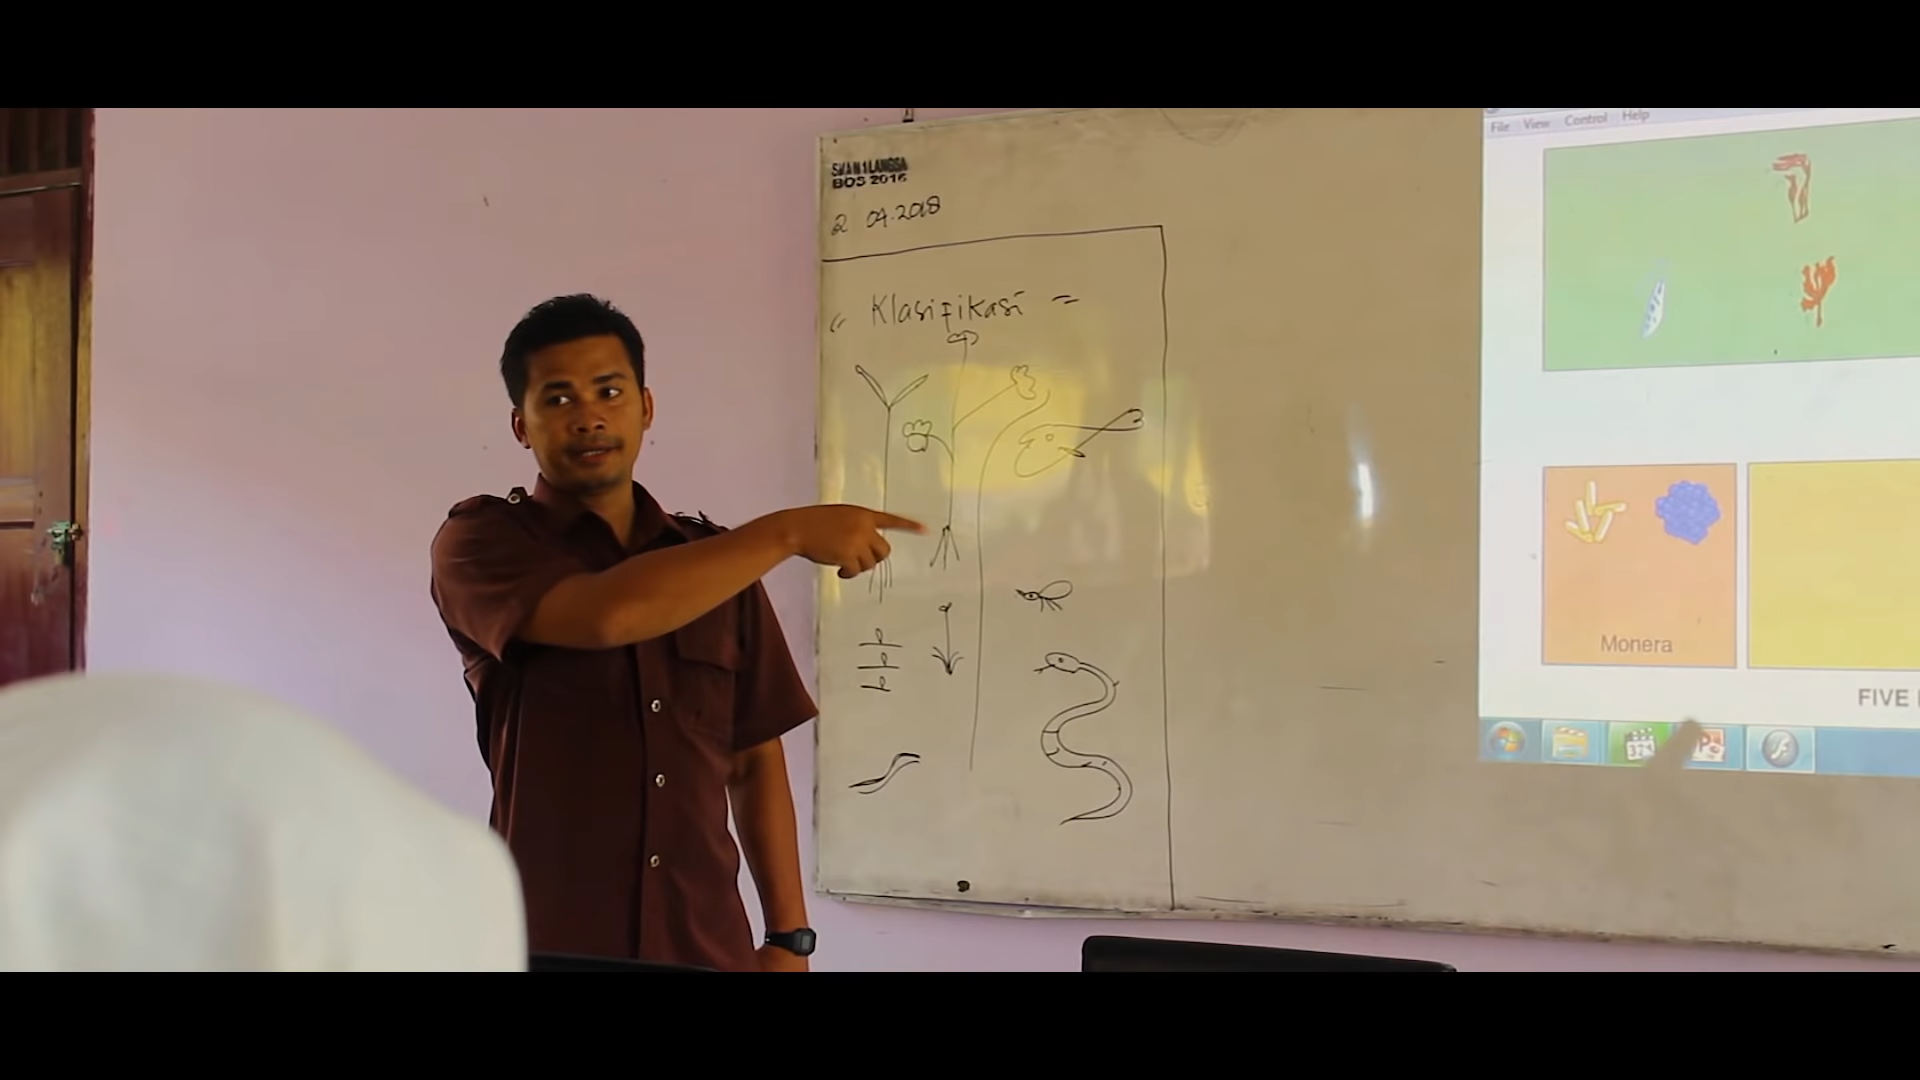 SMAN 1 LANGSA
BOS 2016
2 04.2018
" Klasifikasi "
File View Control Help
Monera
FIVE